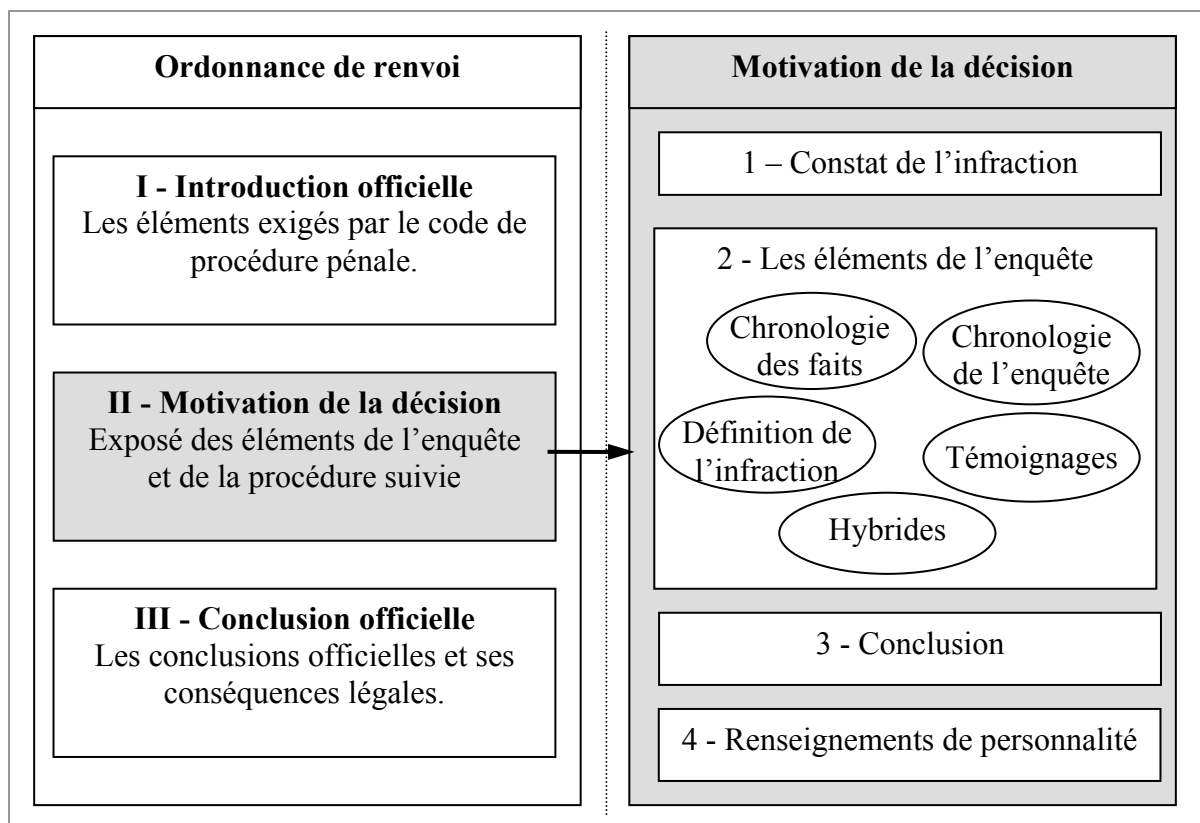 Ordonnance de renvoi
I - Introduction officielle
Les éléments exigés par le code de
procédure pénale.
II - Motivation de la décision
Exposé des éléments de l’enquête
et de la procédure suivie
III - Conclusion officielle
Les conclusions officielles et ses
conséquences légales.
Motivation de la décision
1 – Constat de l’infraction
2 - Les éléments de l’enquête
Chronologie
des faits
Chronologie
de l’enquête
Définition de
l’infraction
Témoignages
Hybrides
3 - Conclusion
4 - Renseignements de personnalité